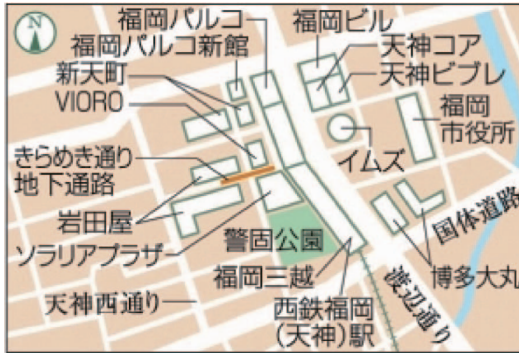 N
福岡パルコ
福岡パルコ新館
新天町
VIORO
きらめき通り
地下通路
岩田屋
ソラリアプラザ
天神西通り
福岡ビル
天神コア
天神ビブレ
福岡
市役所
イムズ
警固公園
福岡三越
西鉄福岡
(天神)駅
渡辺通り
博多大丸
国体道路